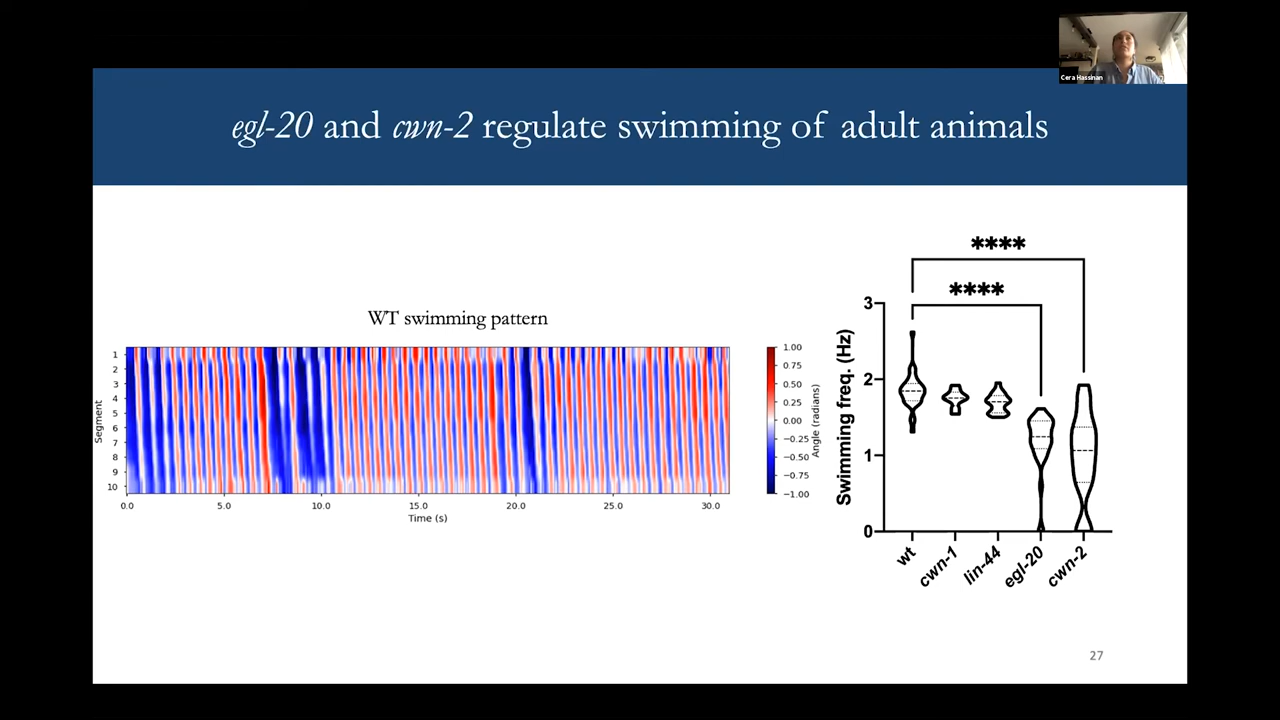 Cera Hassinan
egl-20 and cwn-2 regulate swimming of adult animals
WT swimming pattern
Segment
1
2
3
4
5
6
7
8
9
10
0.0 5.0 10.0 15.0 20.0 25.0 30.0
Time (s)
1.00
0.75
0.50
0.25
0.00
−0.25
−0.50
−0.75
−1.00
Angle (radians)
****
****
Swimming freq. (Hz)
3
2
1
0
wt cwn-1 lin-44 egl-20 cwn-2
27